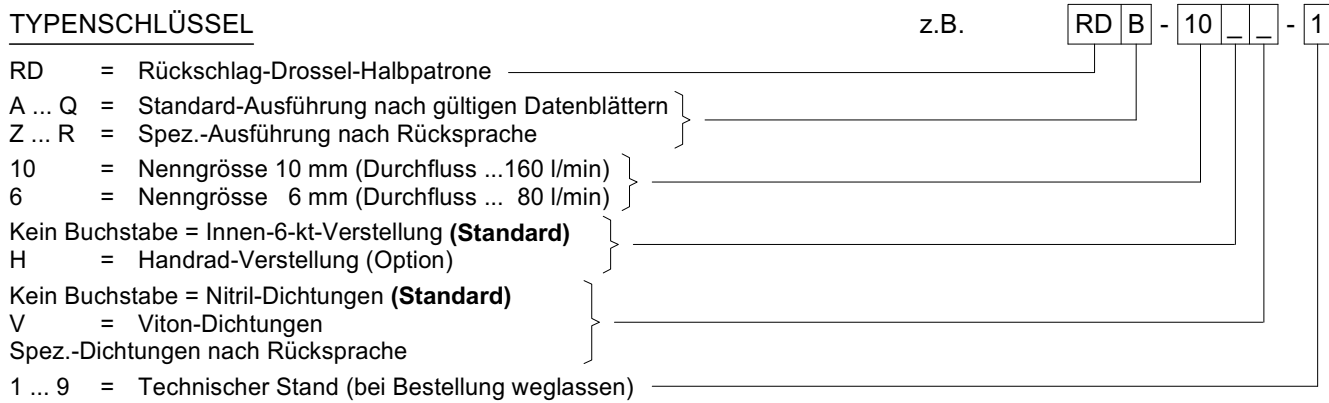 TYPENSCHLÜSSEL z.B. RD B - 10 _ _ - 1
RD = Rückschlag-Drossel-Halbpatrone
A ... Q = Standard-Ausführung nach gültigen Datenblättern
Z ... R = Spez.-Ausführung nach Rücksprache
10 = Nenngrösse 10 mm (Durchfluss ...160 l/min)
6 = Nenngrösse 6 mm (Durchfluss ... 80 l/min)
Kein Buchstabe = Innen-6-kt-Verstellung (Standard)
H = Handrad-Verstellung (Option)
Kein Buchstabe = Nitril-Dichtungen (Standard)
V = Viton-Dichtungen
Spez.-Dichtungen nach Rücksprache
1 ... 9 = Technischer Stand (bei Bestellung weglassen)